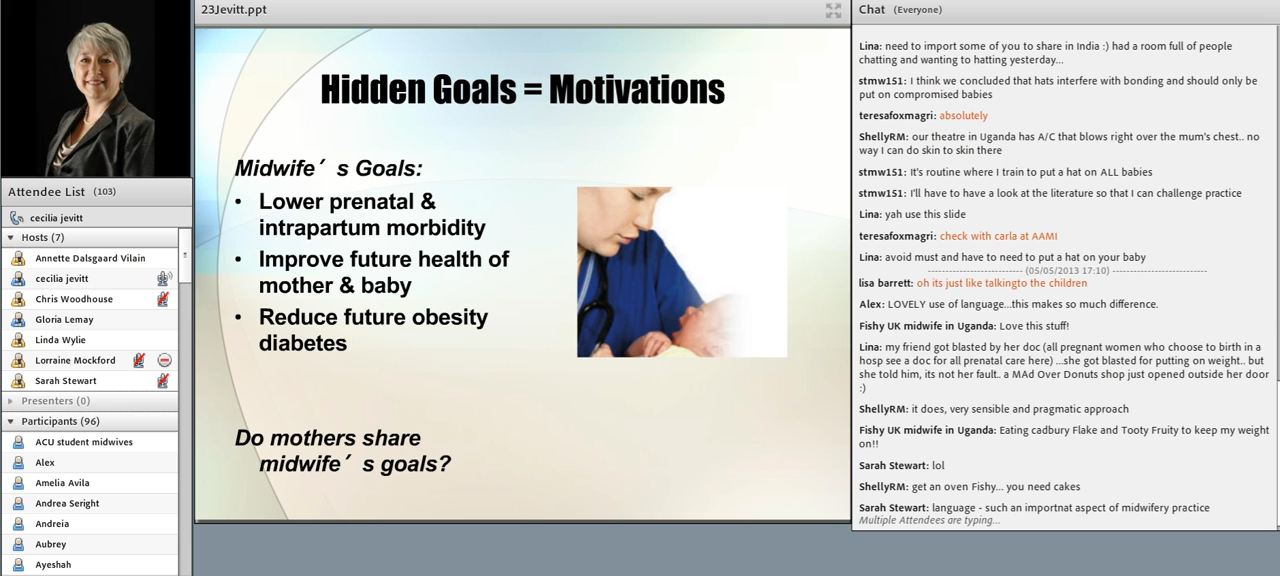 23Jevitt.ppt
Hidden Goals = Motivations
Midwife´ s Goals:
• Lower prenatal &
intrapartum morbidity
• Improve future health of
mother & baby
• Reduce future obesity
diabetes
Do mothers share
midwife´ s goals?
Attendee List (103)
cecilia jevitt
Hosts (7)
Annette Dalsgaard Vilain
cecilia jevitt
Chris Woodhouse
Gloria Lemay
Linda Wylie
Lorraine Mockford
Sarah Stewart
Presenters (0)
Participants (96)
ACU student midwives
Alex
Amelia Avila
Andrea Seright
Andreia
Aubrey
Ayeshah
Chat (Everyone)
Lina: need to import some of you to share in India :) had a room full of people
chatting and wanting to hatting yesterday...
stmw151: I think we concluded that hats interfere with bonding and should only be
put on compromised babies
teresafoxmagri: absolutely
ShellyRM: our theatre in Uganda has A/C that blows right over the mum's chest.. no
way I can do skin to skin there
stmw151: It's routine where I train to put a hat on ALL babies
stmw151: I'll have to have a look at the literature so that I can challenge practice
Lina: yah use this slide
teresafoxmagri: check with carla at AAMI
Lina: avoid must and have to need to put a hat on your baby
(05/05/2013 17:10)
lisa barrett: oh its just like talkingto the children
Alex: LOVELY use of language...this makes so much difference.
Fishy UK midwife in Uganda: Love this stuff!
Lina: my friend got blasted by her doc (all pregnant women who choose to birth in a
hosp see a doc for all prenatal care here) ...she got blasted for putting on weight.. but
she told him, its not her fault.. a MAd Over Donuts shop just opened outside her door
:)
ShellyRM: it does, very sensible and pragmatic approach
Fishy UK midwife in Uganda: Eating cadbury Flake and Tooty Fruity to keep my weight
on!!
Sarah Stewart: lol
ShellyRM: get an oven Fishy... you need cakes
Sarah Stewart: language - such an importnat aspect of midwifery practice
Multiple Attendees are typing...